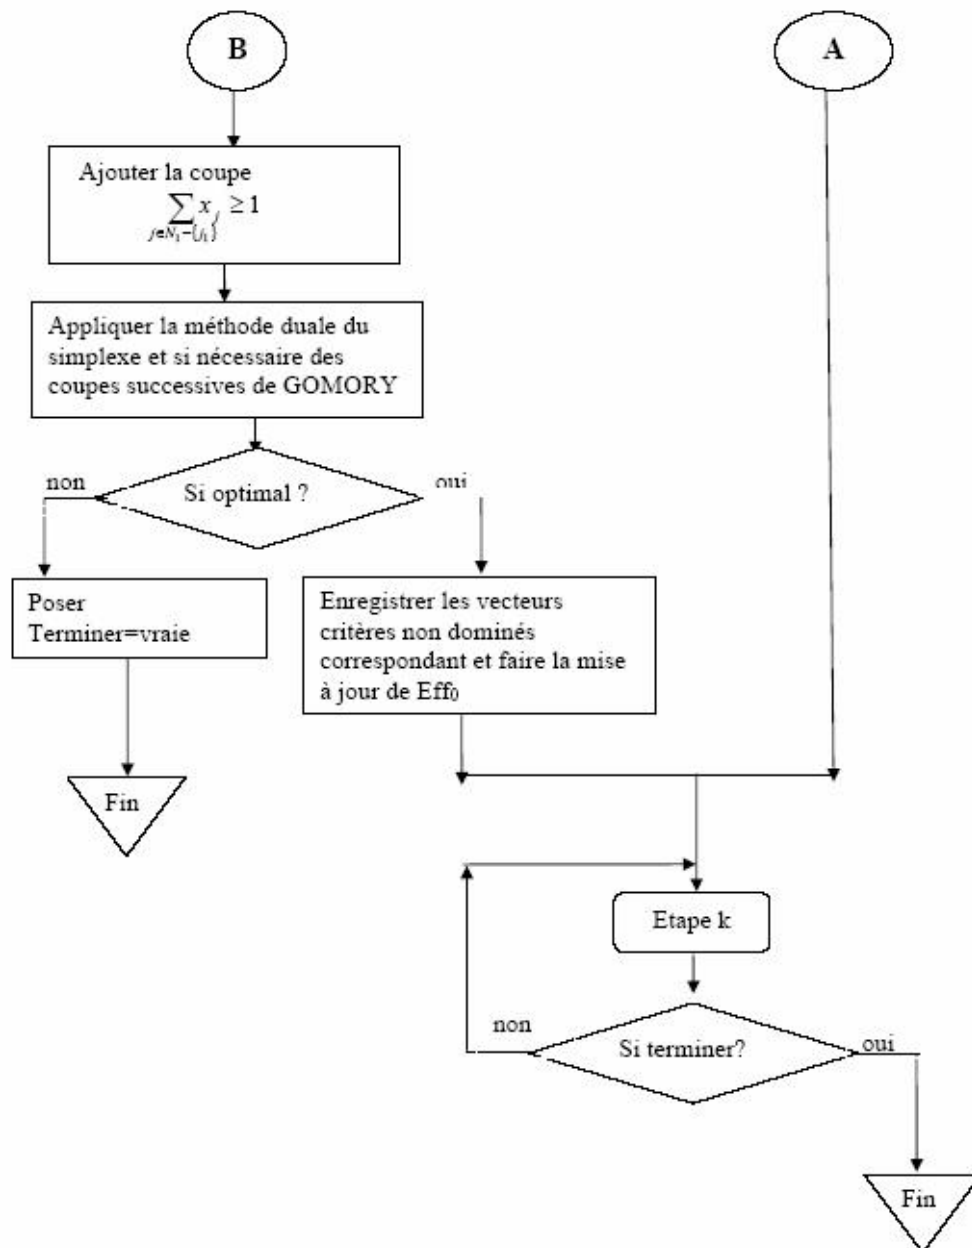 B
A
Ajouter la coupe
∑ x_j ≥ 1
j∈N₁−{j₁}
Appliquer la méthode duale du
simplexe et si nécessaire des
coupes successives de GOMORY
non
Si optimal ?
oui
Poser
Terminer=vraie
Enregistrer les vecteurs
critères non dominés
correspondant et faire la mise
à jour de Eff₀
Fin
Etape k
non
Si terminer?
oui
Fin